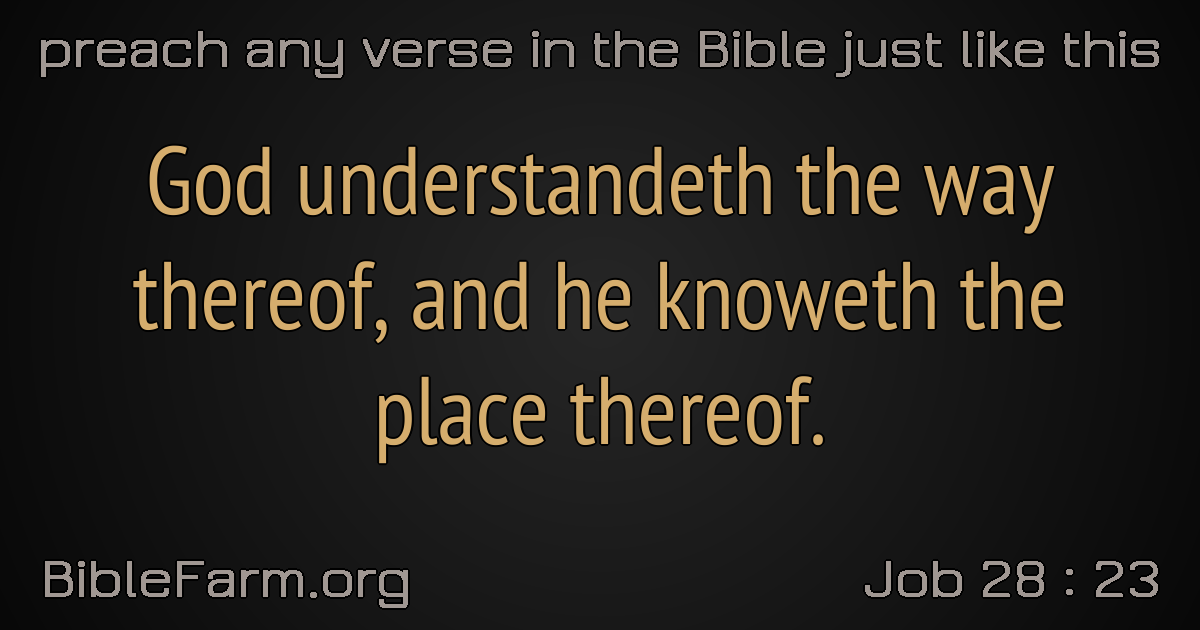 preach any verse in the Bible just like this
God understandeth the way
thereof, and he knoweth the
place thereof.
BibleFarm.org
Job 28 : 23